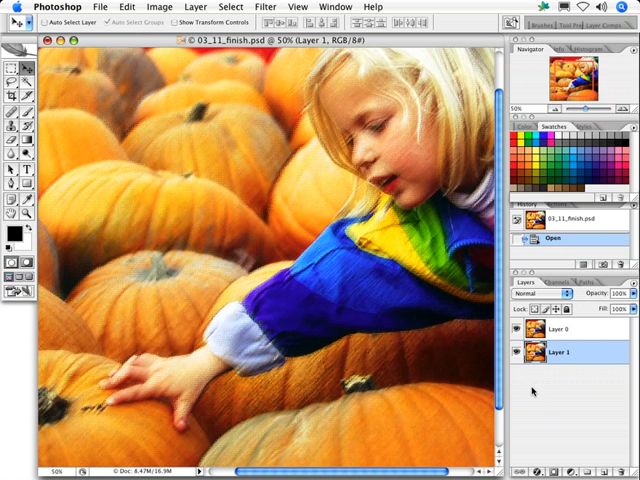 Photoshop File Edit Image Layer Select Filter View Window Help
Auto Select Layer Auto Select Groups Show Transform Controls
Brushes Tool Pre Layer Comps
© 03_11_finish.psd @ 50% (Layer 1, RGB/8#)
Navigator Info Histogram
50%
Color Swatches Styles
History
03_11_finish.psd
Open
Layers Channels Paths
Normal Opacity: 100%
Lock: Fill: 100%
Layer 0
Layer 1
50% Doc: 8.47M/16.9M